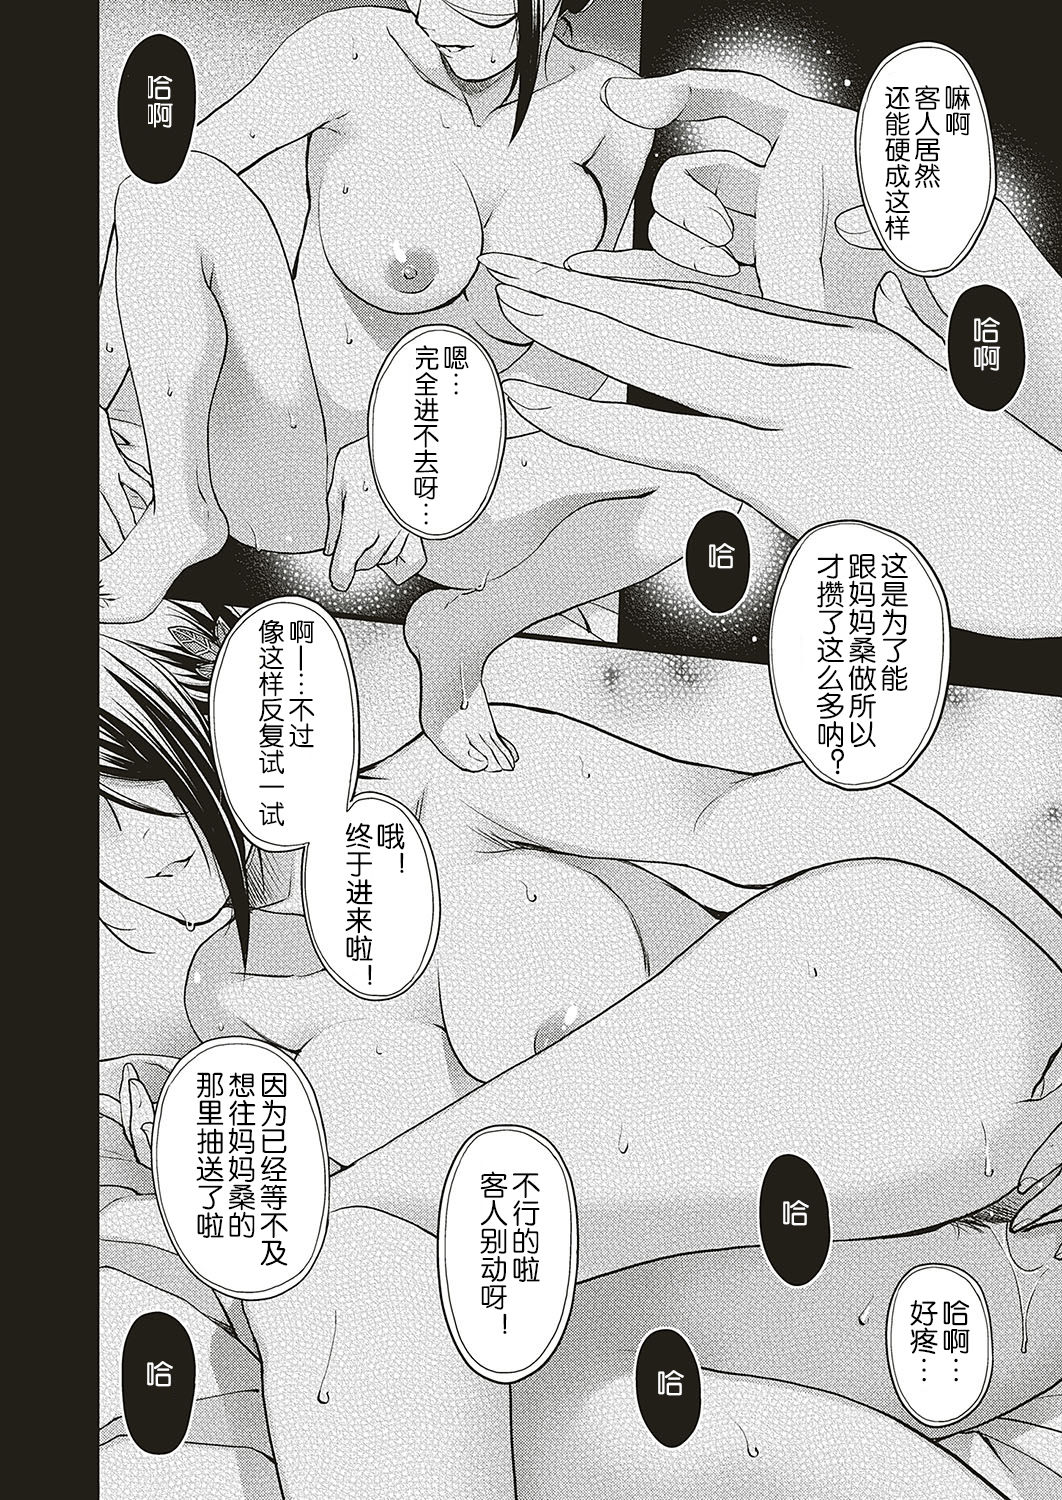 嘛啊
客人居然
还能硬成这样
哈啊
哈啊
嗯…
完全进不去呀…
哈
这是为了能
跟妈妈桑做所以
才攒了这么多呐？
啊——…不过
像这样反复试一试
哦！
终于进来啦！
因为已经等不及
想往妈妈桑的
那里抽送了啦
不行的啦
客人别动呀！
哈
哈啊…
好疼…
哈
哈